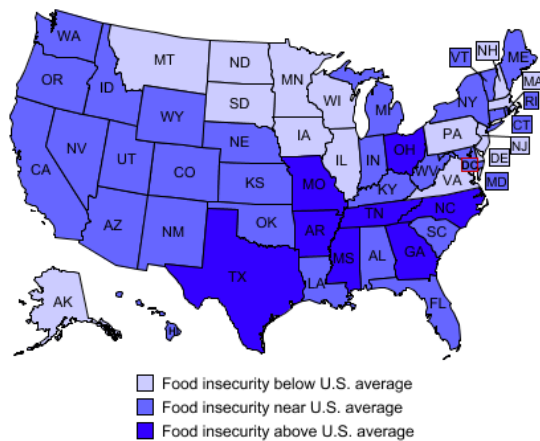 WA
MT
ND
MN
VT
NH
ME
OR
ID
SD
WI
MI
NY
MA
RI
WY
IA
PA
CT
NV
NE
IL
IN
OH
NJ
CA
UT
CO
KS
MO
KY
WV
VA
DC
DE
MD
AZ
NM
OK
AR
TN
NC
SC
TX
LA
MS
AL
GA
FL
AK
H
Food insecurity below U.S. average
Food insecurity near U.S. average
Food insecurity above U.S. average